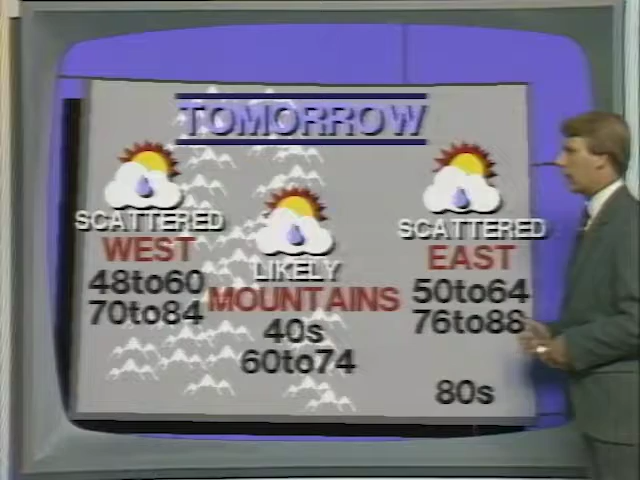 TOMORROW
SCATTERED
WEST
48to60
70to84
LIKELY
MOUNTAINS
40s
60to74
SCATTERED
EAST
50to64
76to88
80s